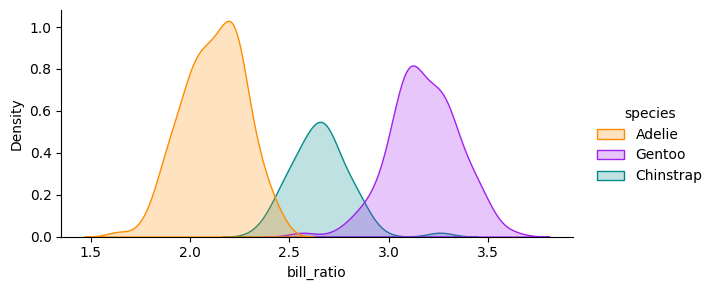 1.0
0.8
0.6
0.4
0.2
0.0
Density
1.5 2.0 2.5 3.0 3.5
bill_ratio
species
Adelie
Gentoo
Chinstrap